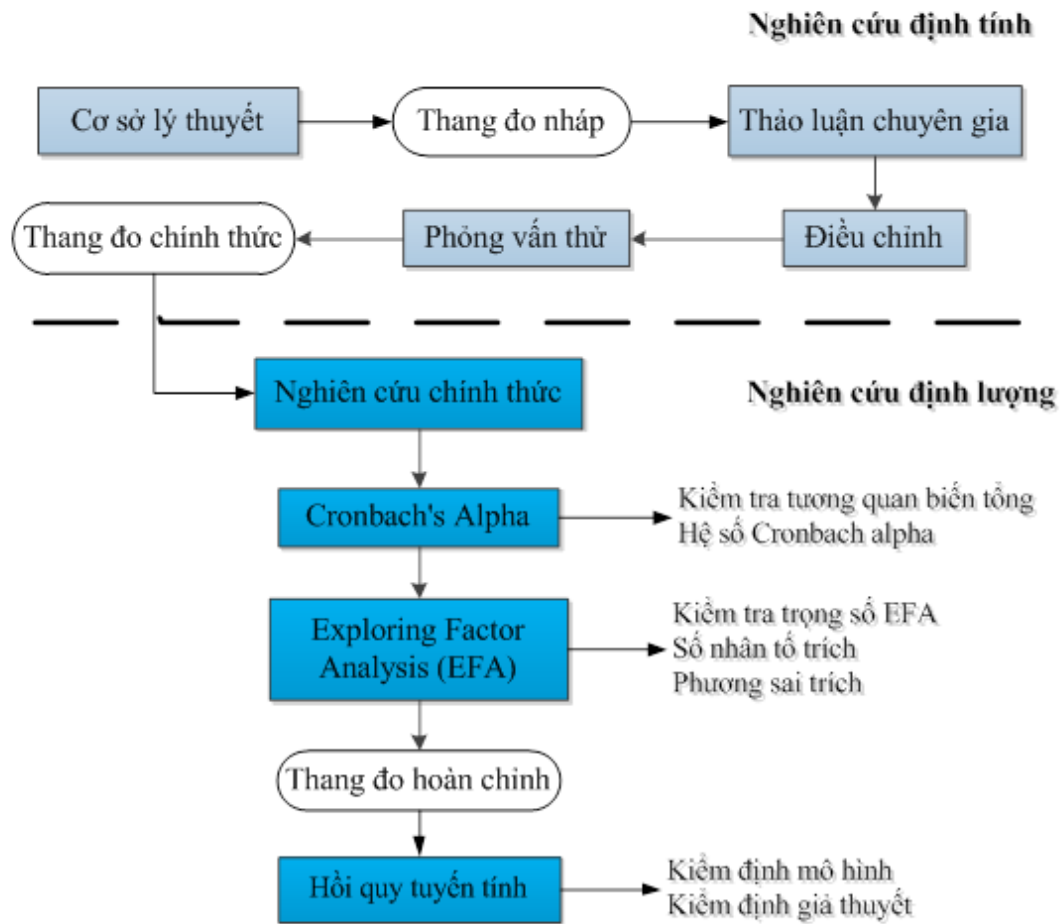 Nghiên cứu định tính
Cơ sở lý thuyết
Thang đo nháp
Thảo luận chuyên gia
Thang đo chính thức
Phỏng vấn thử
Điều chỉnh
Nghiên cứu chính thức
Nghiên cứu định lượng
Cronbach's Alpha
Kiểm tra tương quan biến tổng
Hệ số Cronbach alpha
Exploring Factor
Analysis (EFA)
Kiểm tra trọng số EFA
Số nhân tố trích
Phương sai trích
Thang đo hoàn chỉnh
Hồi quy tuyến tính
Kiểm định mô hình
Kiểm định giả thuyết